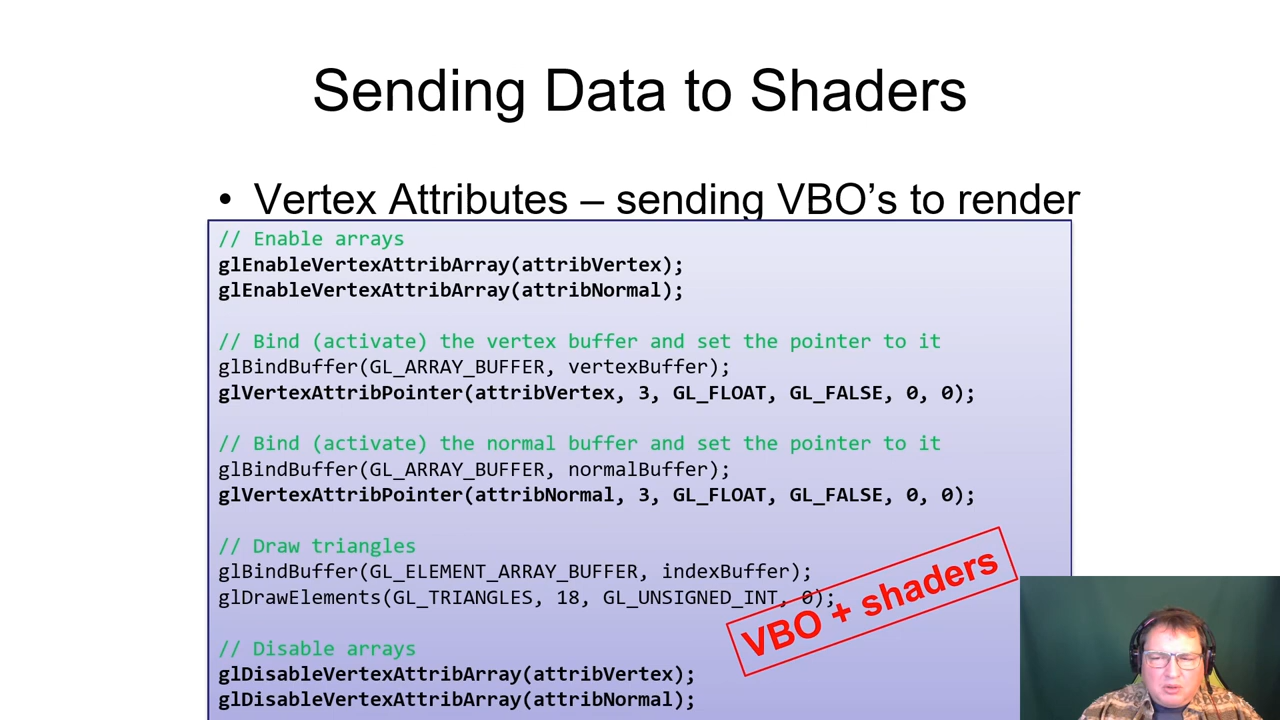 Sending Data to Shaders
• Vertex Attributes – sending VBO’s to render
// Enable arrays
glEnableVertexAttribArray(attribVertex);
glEnableVertexAttribArray(attribNormal);
// Bind (activate) the vertex buffer and set the pointer to it
glBindBuffer(GL_ARRAY_BUFFER, vertexBuffer);
glVertexAttribPointer(attribVertex, 3, GL_FLOAT, GL_FALSE, 0, 0);
// Bind (activate) the normal buffer and set the pointer to it
glBindBuffer(GL_ARRAY_BUFFER, normalBuffer);
glVertexAttribPointer(attribNormal, 3, GL_FLOAT, GL_FALSE, 0, 0);
// Draw triangles
glBindBuffer(GL_ELEMENT_ARRAY_BUFFER, indexBuffer);
glDrawElements(GL_TRIANGLES, 18, GL_UNSIGNED_INT, 0);
VBO + shaders
// Disable arrays
glDisableVertexAttribArray(attribVertex);
glDisableVertexAttribArray(attribNormal);